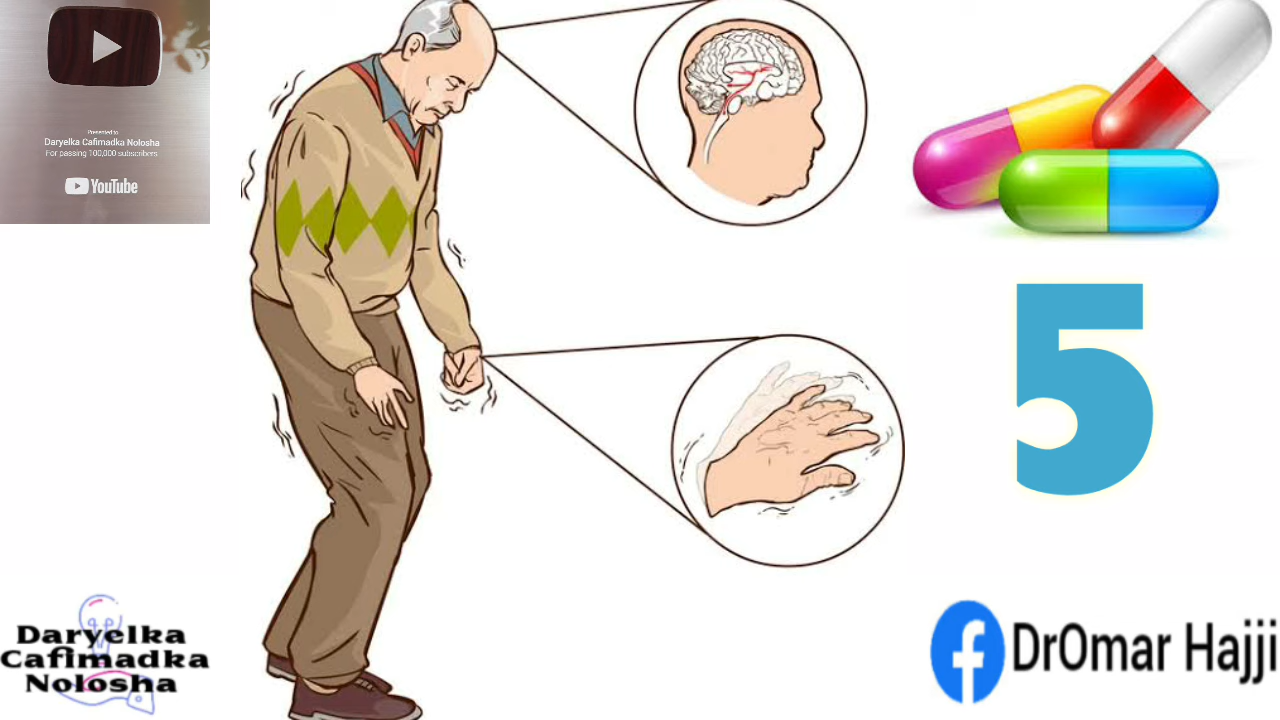 Presented to
Daryelka Cafimadka Nolosha
For passing 100,000 subscribers
YouTube
5
Daryelka
Cafimadka
Nolosha
DrOmar Hajji